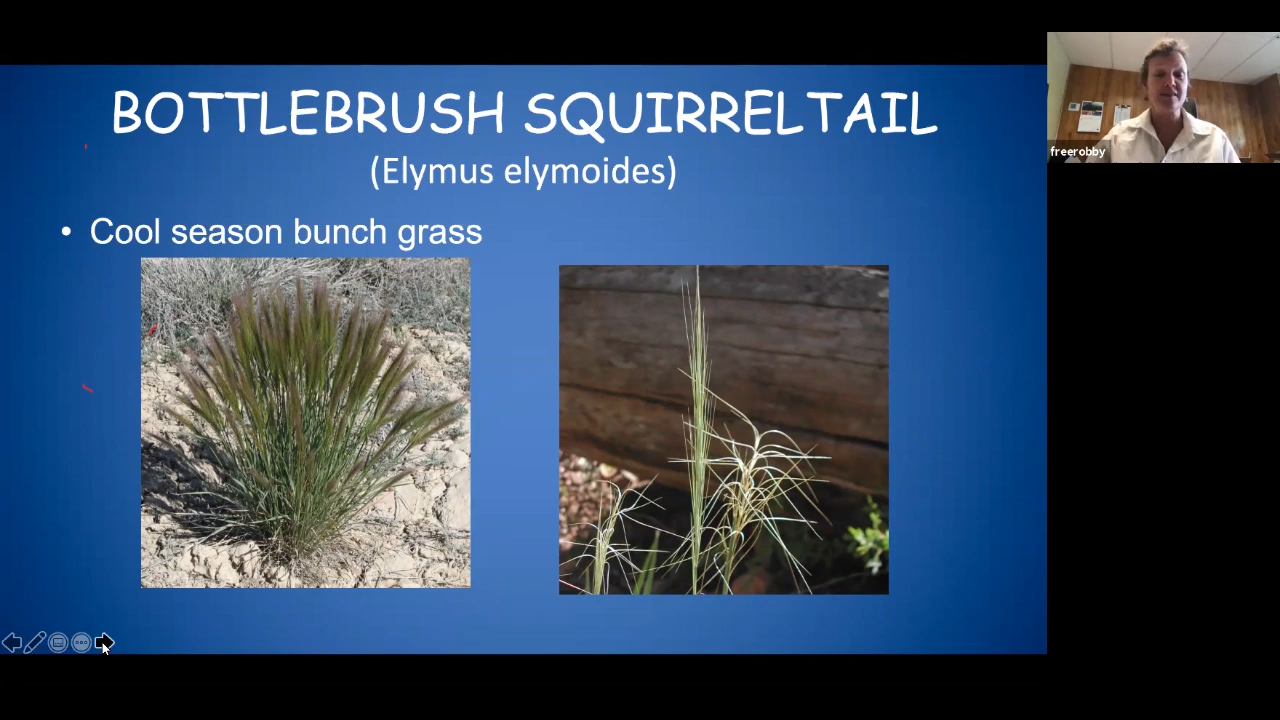 BOTTLEBRUSH SQUIRRELTAIL
(Elymus elymoides)
• Cool season bunch grass
freerobby